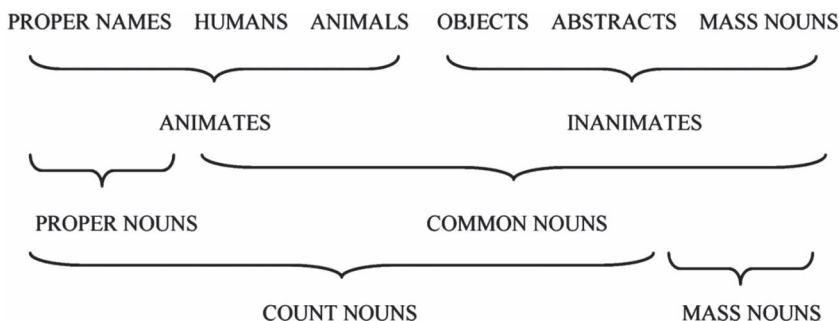 PROPER NAMES HUMANS ANIMALS OBJECTS ABSTRACTS MASS NOUNS
ANIMATES INANIMATES
PROPER NOUNS COMMON NOUNS
COUNT NOUNS MASS NOUNS